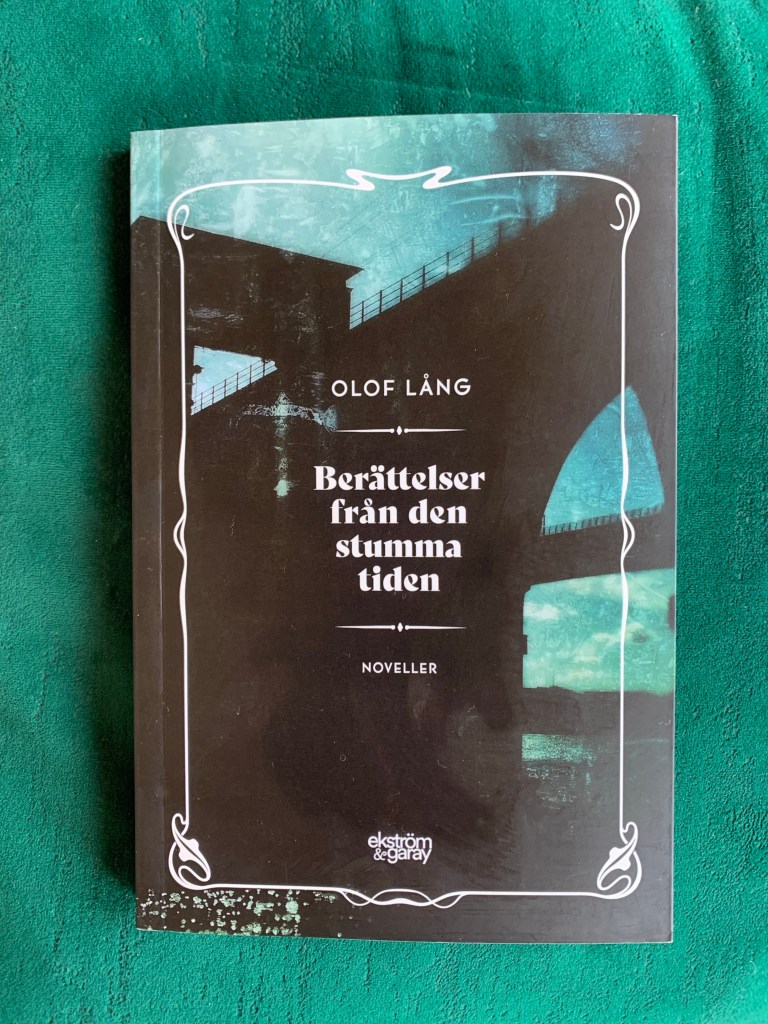 OLOF LÅNG
Berättelser
från den
stumma
tiden
NOVELLER
ekström
&garay